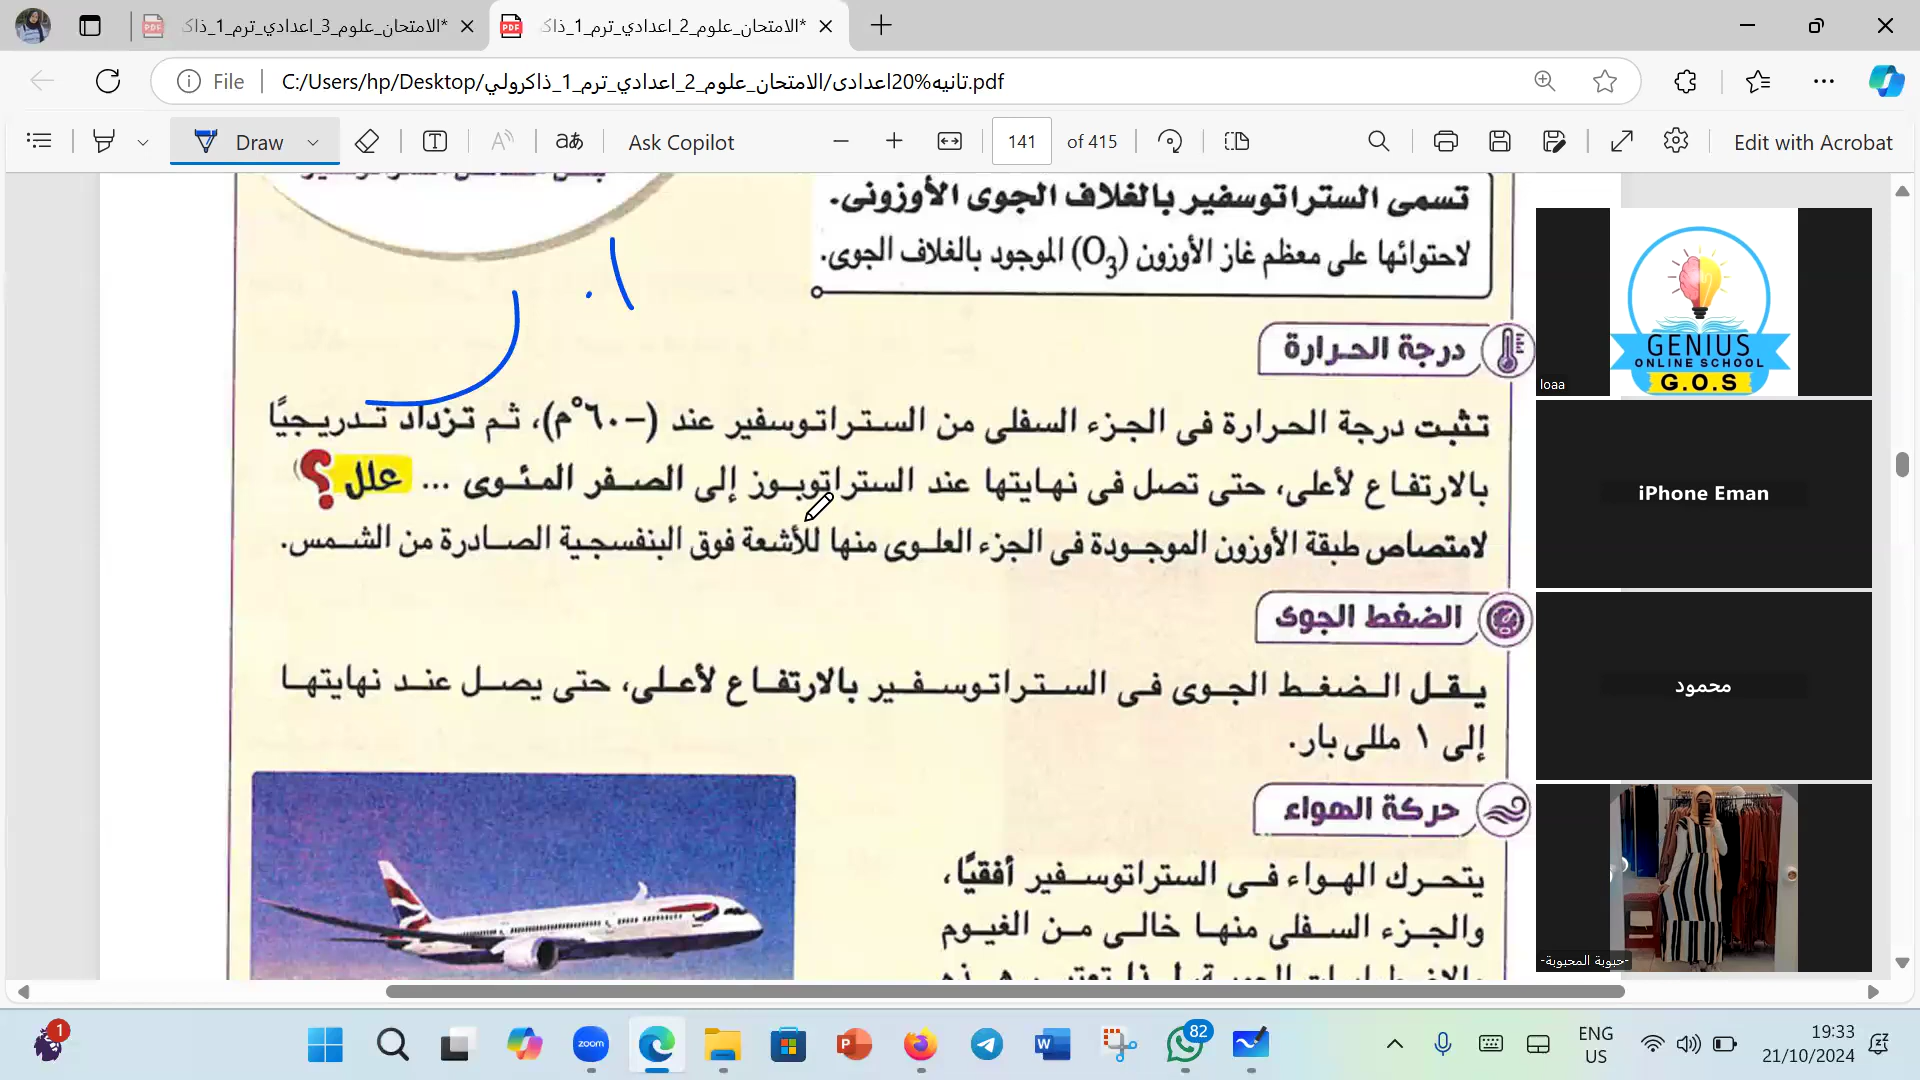 *الامتحان_علوم_3_اعدادي_ترم_1_ذاك
*الامتحان_علوم_2_اعدادي_ترم_1_ذاك
File
C:/Users/hp/Desktop/تانيه%20اعدادى/الامتحان_علوم_2_اعدادي_ترم_1_ذاكرولي.pdf
Draw
Ask Copilot
141 of 415
Edit with Acrobat
تسمى الستراتوسفير بالغلاف الجوى الأوزونى.
لاحتوائها على معظم غاز الأوزون (O3) الموجود بالغلاف الجوى.
درجة الحرارة
تثبت درجة الحرارة فى الجزء السفلى من الستراتوسفير عند (-٦٠°م)، ثم تزداد تدريجيًا
بالارتفاع لأعلى، حتى تصل فى نهايتها عند الستراتوبوز إلى الصفر المئوى ... علل ؟
لامتصاص طبقة الأوزون الموجودة فى الجزء العلوى منها للأشعة فوق البنفسجية الصادرة من الشمس.
الضغط الجوى
يقل الضغط الجوى فى الستراتوسفير بالارتفاع لأعلى، حتى يصل عند نهايتها
إلى ١ مللى بار.
حركة الهواء
يتحرك الهواء فى الستراتوسفير أفقيًا،
والجزء السفلى منها خالى من الغيوم
GENIUS
ONLINE SCHOOL
G.O.S
loaa
iPhone Eman
محمود
-حبوبة المحبوبة-
1
zoom
82
ENG
US
19:33
21/10/2024